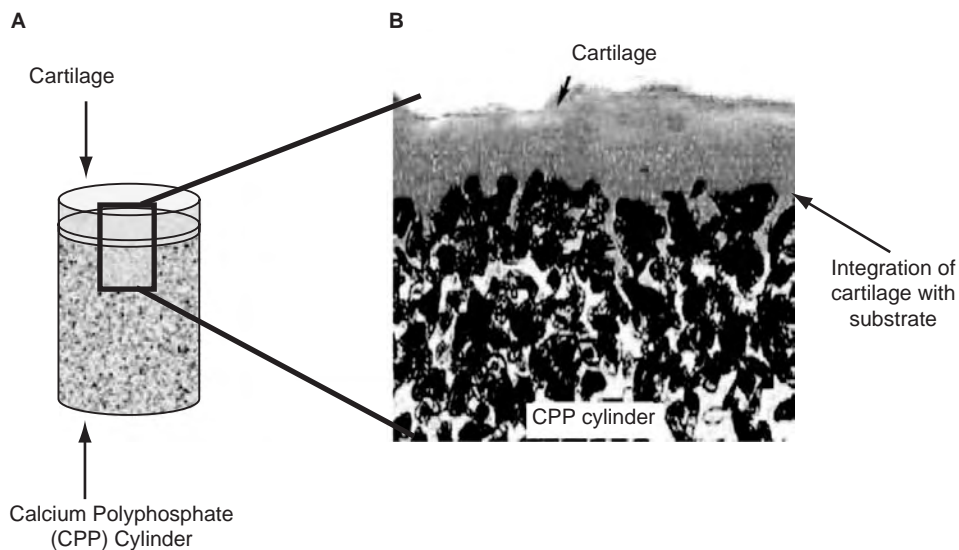 A
Cartilage
Calcium Polyphosphate
(CPP) Cylinder
B
Cartilage
Integration of
cartilage with
substrate
CPP cylinder